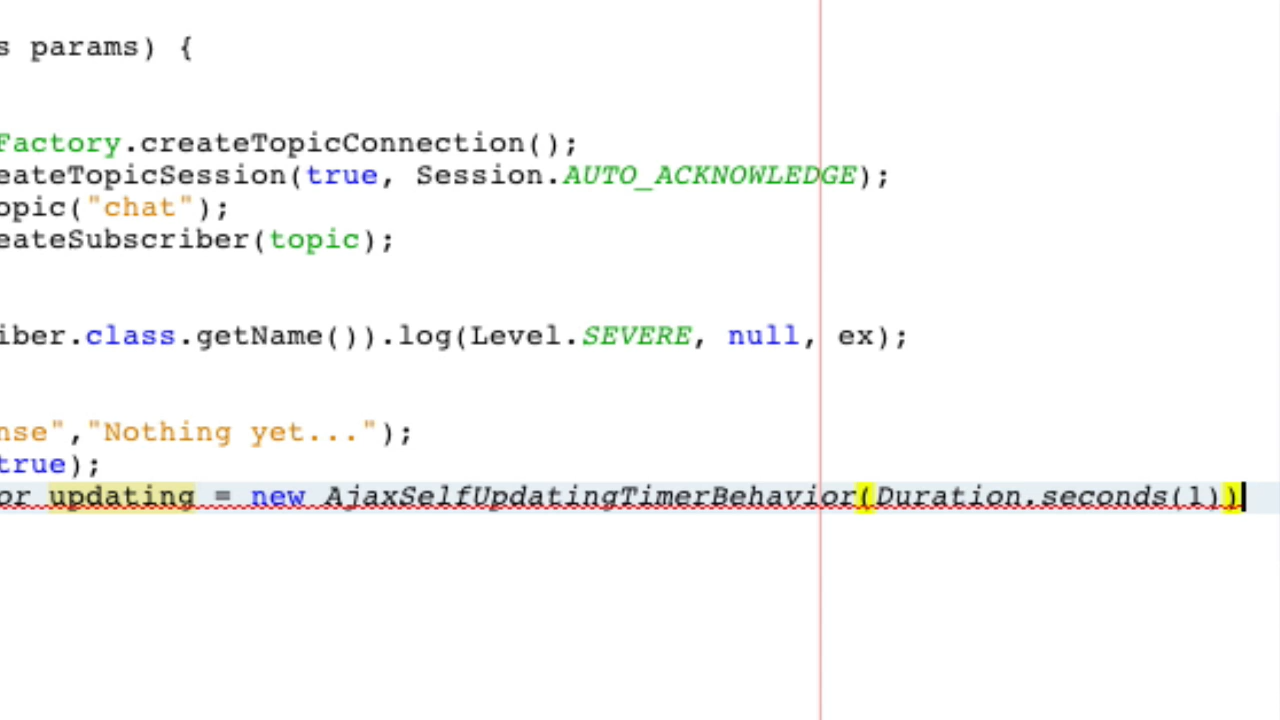 s params) {
Factory.createTopicConnection();
eateTopicSession(true, Session.AUTO_ACKNOWLEDGE);
opic("chat");
eateSubscriber(topic);
iber.class.getName()).log(Level.SEVERE, null, ex);
nse","Nothing yet...");
true);
or updating = new AjaxSelfUpdatingTimerBehavior(Duration.seconds(1))